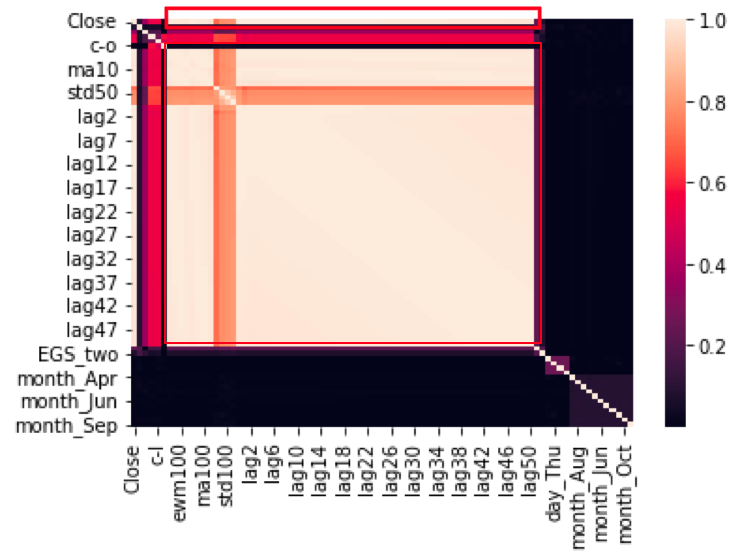 Close
c-o
ma10
std50
lag2
lag7
lag12
lag17
lag22
lag27
lag32
lag37
lag42
lag47
EGS_two
month_Apr
month_Jun
month_Sep
1.0
0.8
0.6
0.4
0.2
Close
c-l
ewm100
ma100
std100
lag2
lag6
lag10
lag14
lag18
lag22
lag26
lag30
lag34
lag38
lag42
lag46
lag50
day_Thu
month_Aug
month_Jun
month_Oct